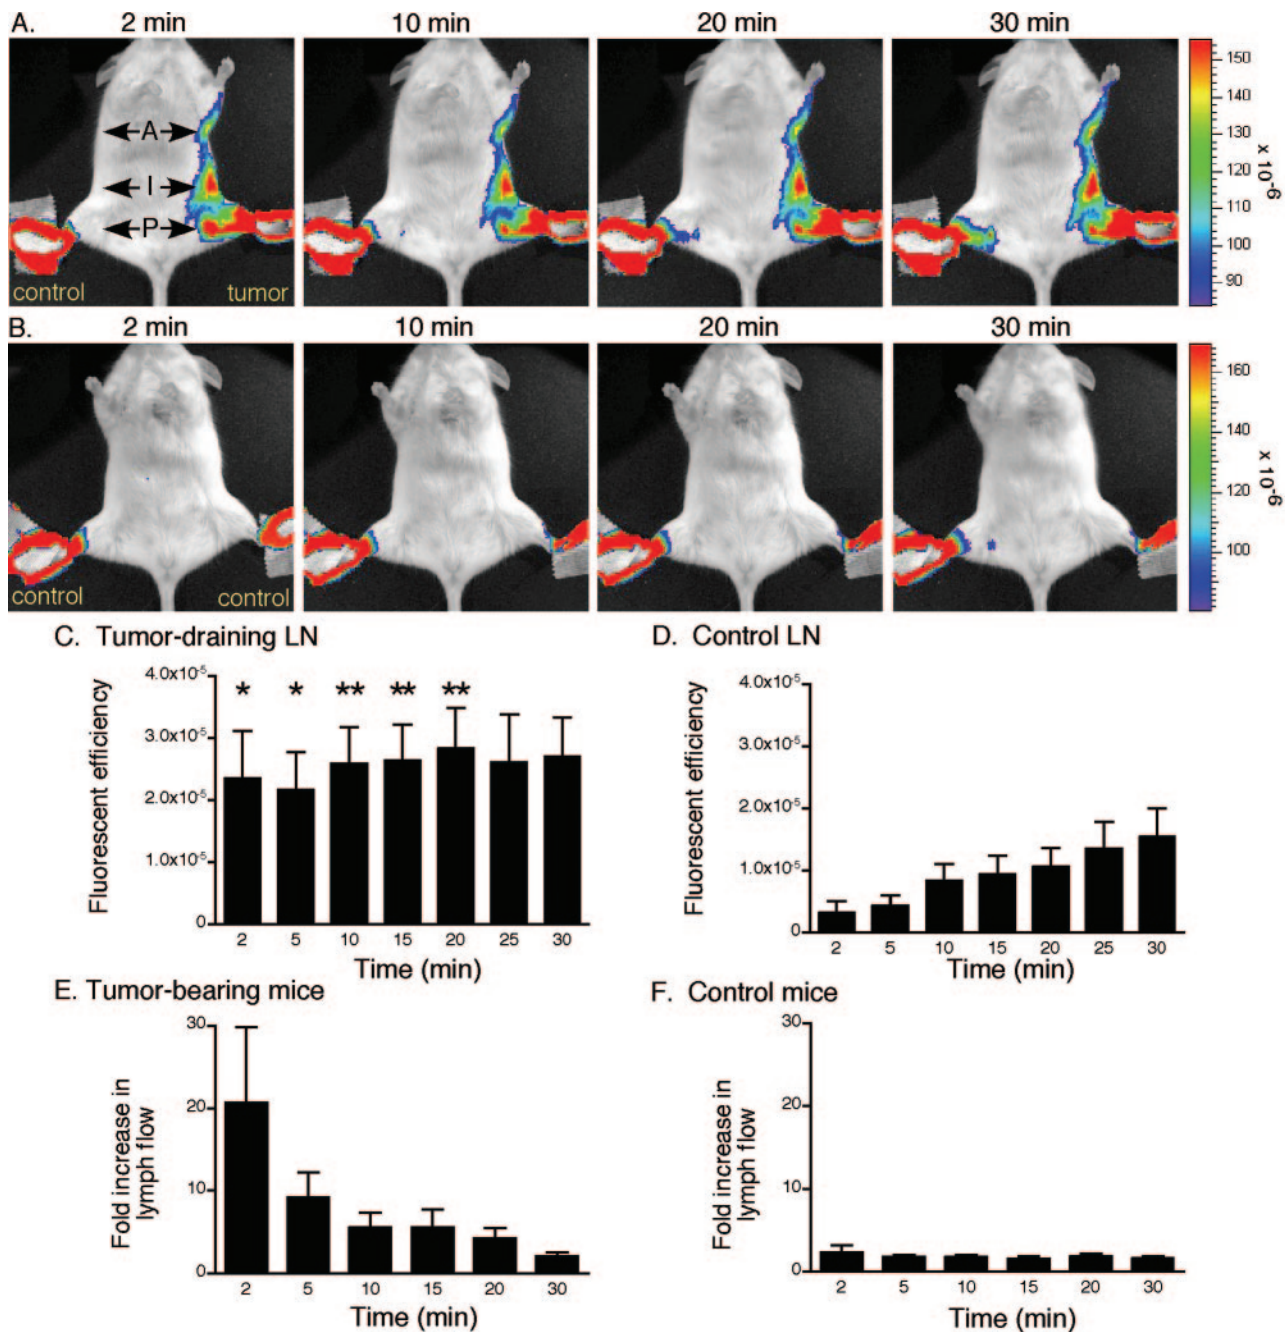 A.
2 min
10 min
20 min
30 min
A
I
P
control
tumor
150
140
130
120
110
100
90
x 10-6
B.
2 min
10 min
20 min
30 min
control
control
160
140
120
100
x 10-6
C. Tumor-draining LN
Fluorescent efficiency
4.0x10-5
3.0x10-5
2.0x10-5
1.0x10-5
0
* * ** ** **
2 5 10 15 20 25 30
Time (min)
D. Control LN
Fluorescent efficiency
4.0x10-5
3.0x10-5
2.0x10-5
1.0x10-5
0
2 5 10 15 20 25 30
Time (min)
E. Tumor-bearing mice
Fold increase in
lymph flow
30
20
10
0
2 5 10 15 20 30
Time (min)
F. Control mice
Fold increase in
lymph flow
30
20
10
0
2 5 10 15 20 30
Time (min)